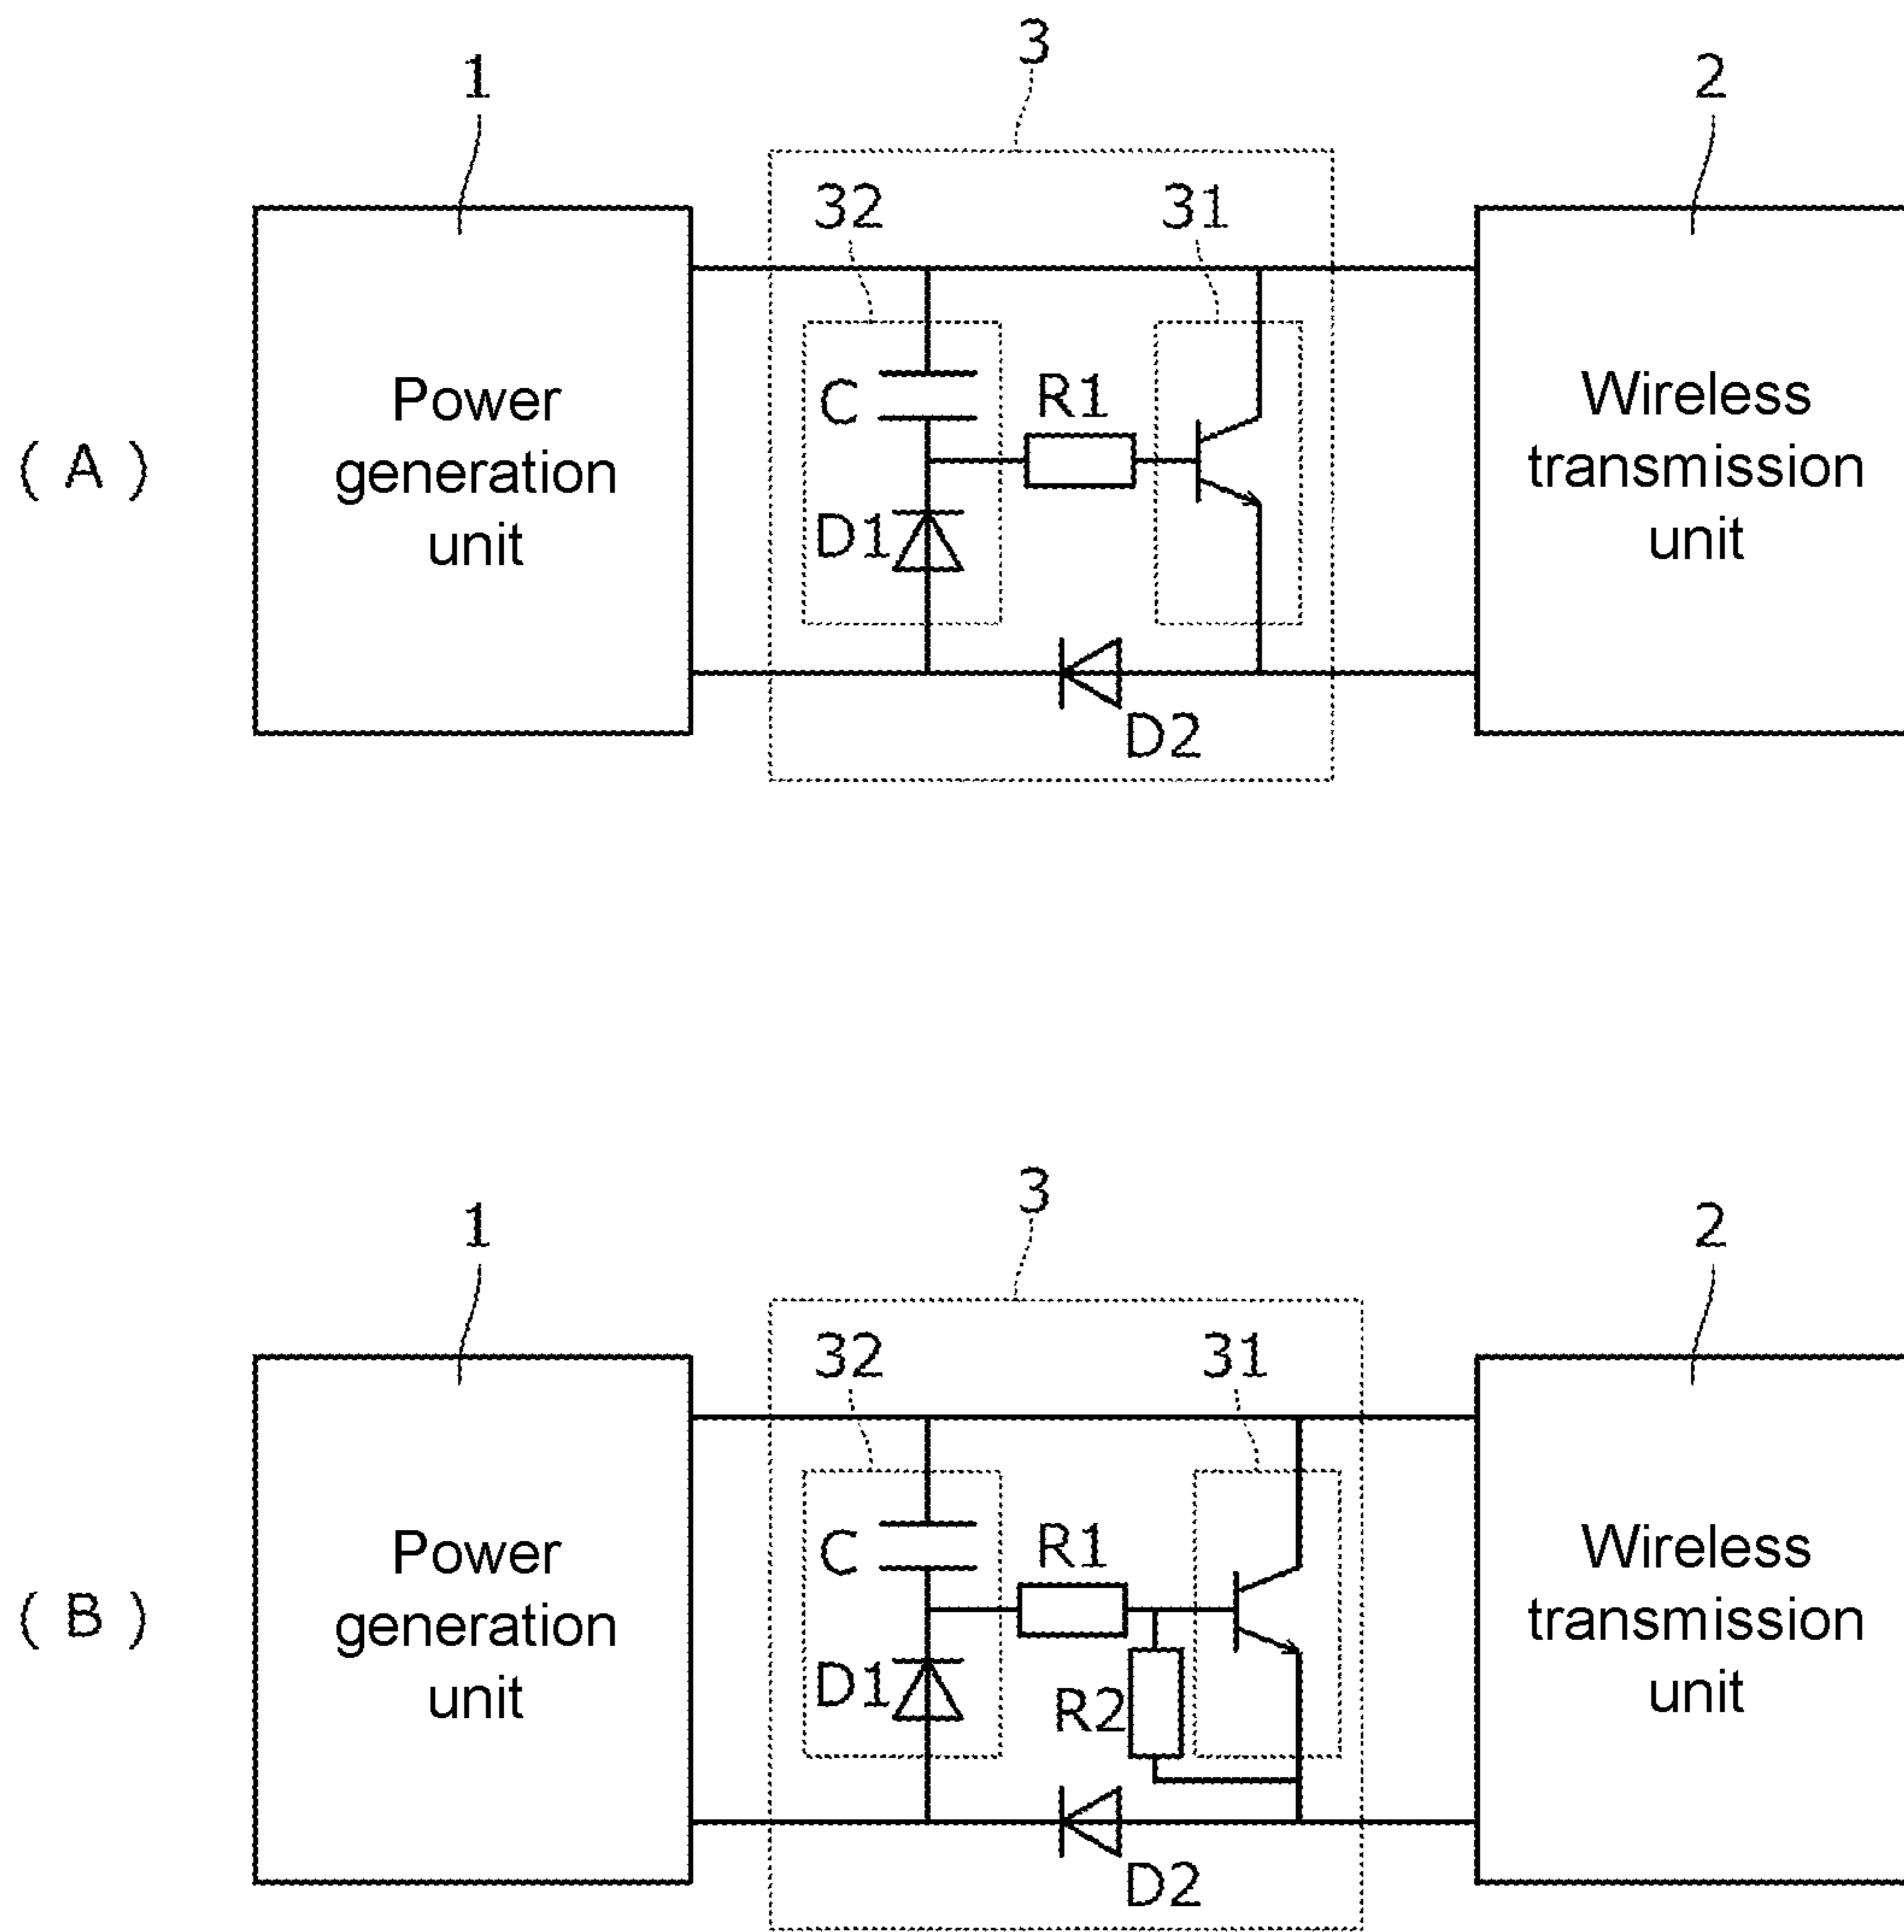 3
1
2
32
31
C
R1
D1
D2
( A )
Power
generation
unit
Wireless
transmission
unit
3
1
2
32
31
C
R1
D1
R2
D2
( B )
Power
generation
unit
Wireless
transmission
unit